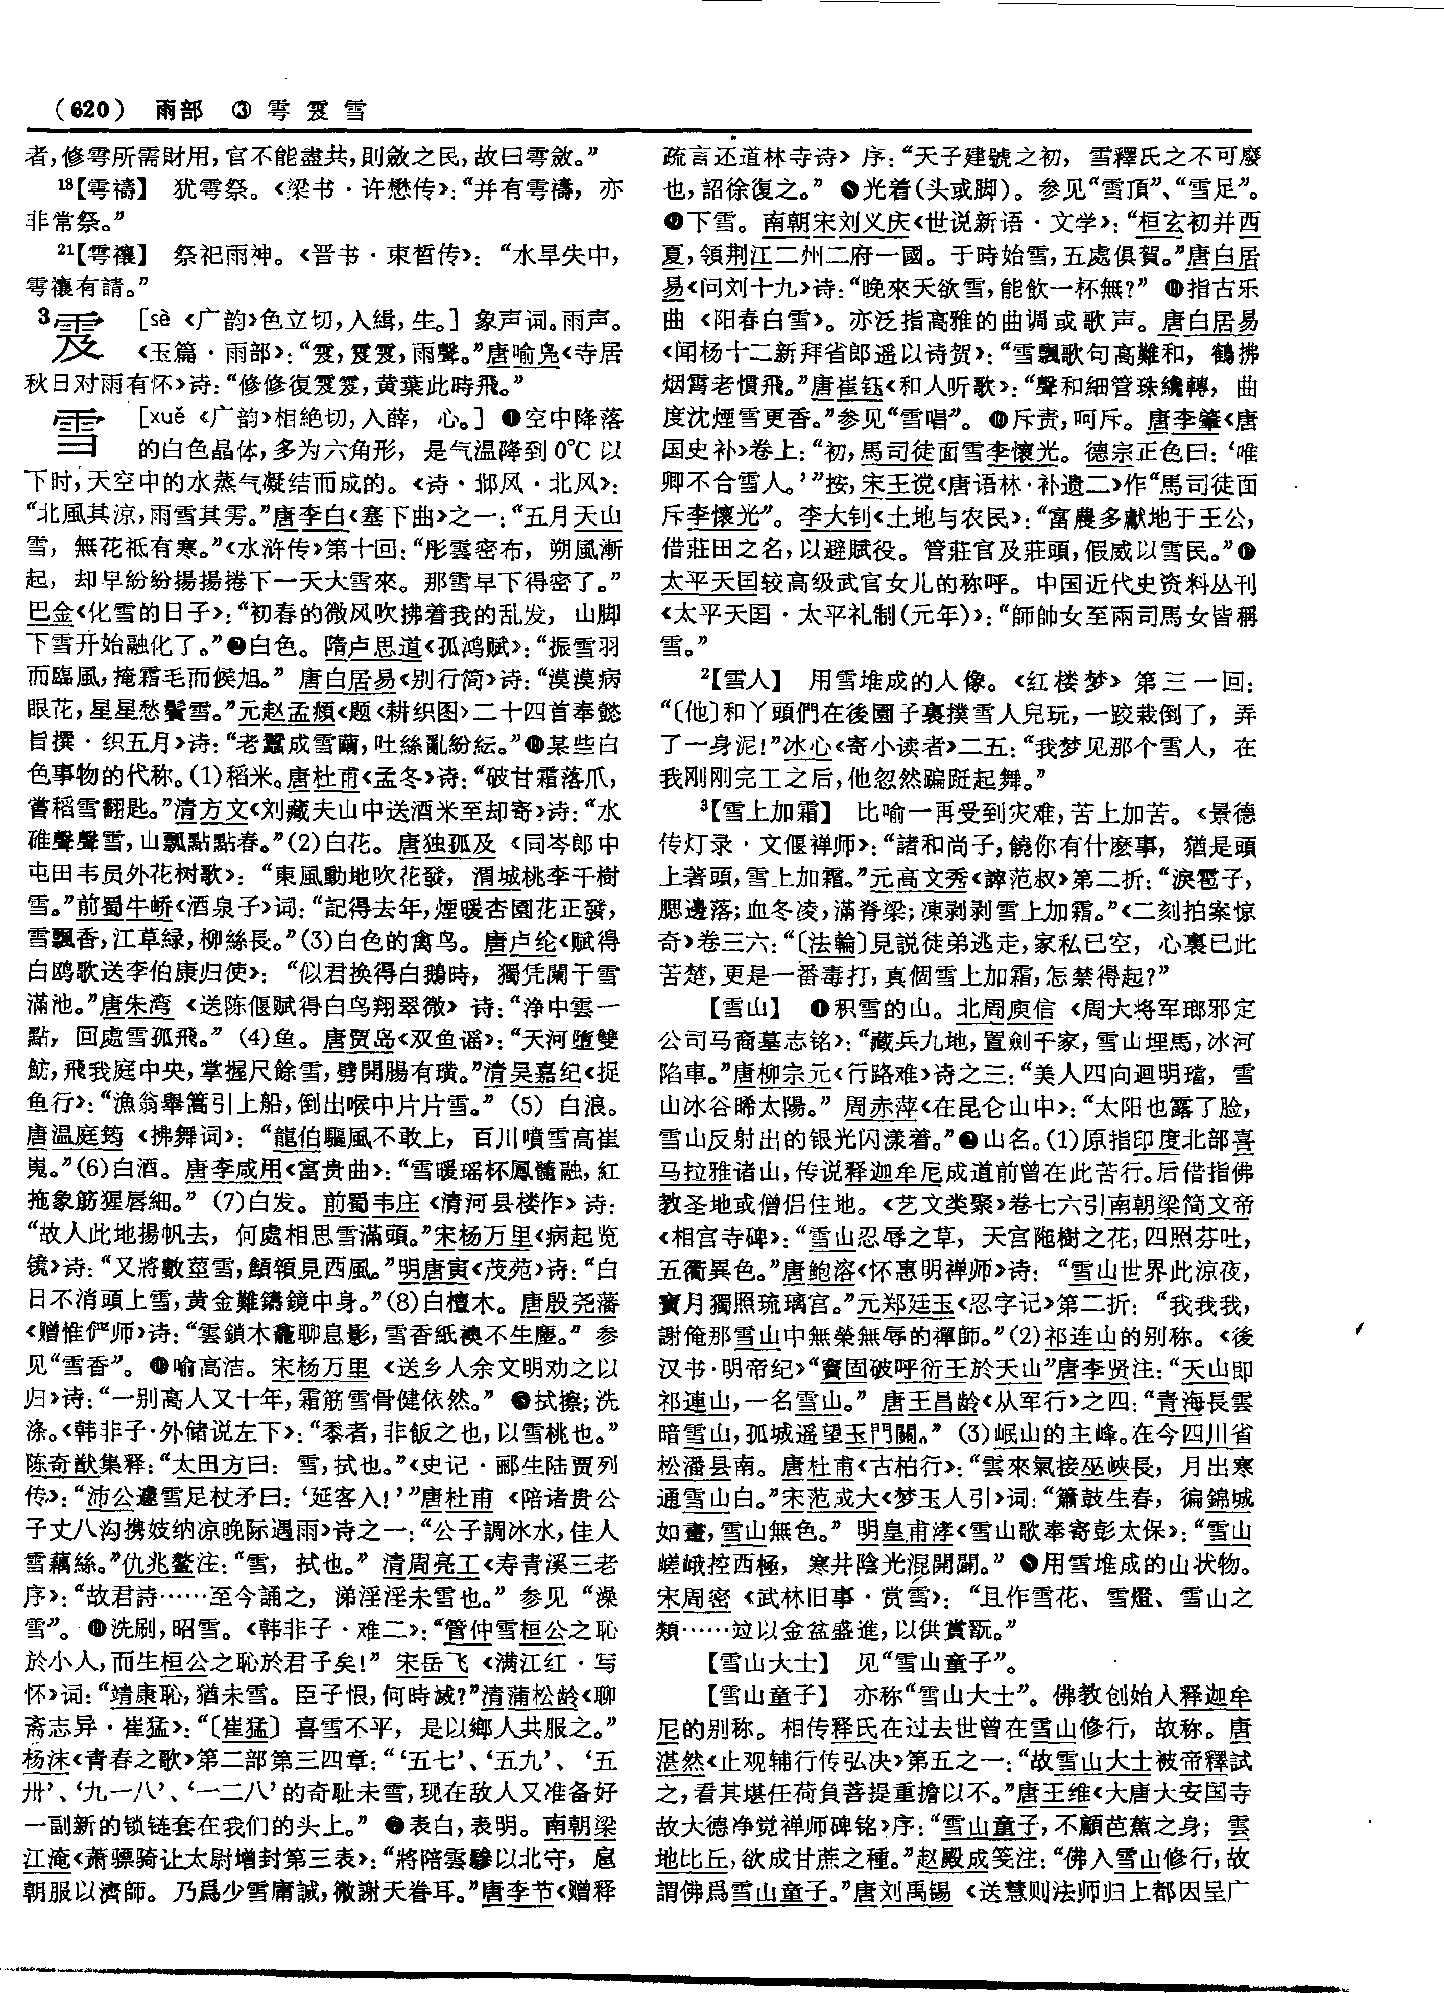 （620） 雨部 ③ 雩 雭 雪
者，修雩所需財用，官不能盡共，則斂之民，故曰雩斂。”
18【雩禱】 犹雩祭。《梁书·许懋传》：“并有雩禱，亦
非常祭。”
21【雩禳】 祭祀雨神。《晋书·束晳传》：“水旱失中，
雩禳有請。”
3雭 ［sè 《广韵》色立切，入緝，生。］ 象声词。雨声。
《玉篇·雨部》：“雭，雭雭，雨聲。”唐喻凫《寺居
秋日对雨有怀》诗：“修修復雭雭，黄葉此時飛。”
雪 ［xuě 《广韵》相絶切，入薛，心。］ ❶空中降落
的白色晶体，多为六角形，是气温降到0℃以
下时，天空中的水蒸气凝结而成的。《诗·邶风·北风》：
“北風其涼，雨雪其雱。”唐李白《塞下曲》之一：“五月天山
雪，無花祇有寒。”《水浒传》第十回：“彤雲密布，朔風漸
起，却早紛紛揚揚捲下一天大雪來。那雪早下得密了。”
巴金《化雪的日子》：“初春的微风吹拂着我的乱发，山脚
下雪开始融化了。”❷白色。隋卢思道《孤鸿赋》：“振雪羽
而臨風，掩霜毛而候旭。”唐白居易《别行简》诗：“漠漠病
眼花，星星愁鬢雪。”元赵孟頫《题〈耕织图〉二十四首奉懿
旨撰·织五月》诗：“老蠶成雪繭，吐絲亂紛紜。”❸某些白
色事物的代称。(1)稻米。唐杜甫《孟冬》诗：“破甘霜落爪，
嘗稻雪翻匙。”清方文《刘藏夫山中送酒米至却寄》诗：“水
碓聲聲雪，山瓢點點春。”(2)白花。唐独孤及《同岑郎中
屯田韦员外花树歌》：“東風動地吹花發，渭城桃李千樹
雪。”前蜀牛峤《酒泉子》词：“記得去年，煙暖杏園花正發，
雪飄香，江草緑，柳絲長。”(3)白色的禽鸟。唐卢纶《赋得
白鸥歌送李伯康归使》：“似君换得白鵝時，獨凭闌干雪
滿池。”唐朱湾《送陈偃赋得白鸟翔翠微》诗：“净中雲一
點，回處雪孤飛。”(4)鱼。唐贾岛《双鱼谣》：“天河墮雙
魴，飛我庭中央，掌握尺餘雪，劈開腸有璜。”清吴嘉纪《捉
鱼行》：“漁翁舉篙引上船，倒出喉中片片雪。”(5)白浪。
唐温庭筠《拂舞词》：“龍伯驅風不敢上，百川噴雪高崔
嵬。”(6)白酒。唐李咸用《富贵曲》：“雪暖瑶杯鳳髓融，紅
拖象筯猩唇細。”(7)白发。前蜀韦庄《清河县楼作》诗：
“故人此地揚帆去，何處相思雪滿頭。”宋杨万里《病起览
镜》诗：“又將數莖雪，顦顇見西風。”明唐寅《茂苑》诗：“白
日不消頭上雪，黄金難鑄鏡中身。”(8)白檀木。唐殷尧藩
《赠惟俨师》诗：“雲鎖木龕聊息影，雪香紙襖不生塵。”参
见“雪香”。❹喻高洁。宋杨万里《送乡人余文明劝之以
归》诗：“一别高人又十年，霜筋雪骨健依然。”❺拭擦；洗
涤。《韩非子·外储说左下》：“黍者，非飯之也，以雪桃也。”
陈奇猷集释：“太田方曰：雪，拭也。”《史记·郦生陆贾列
传》：“沛公遽雪足杖矛曰：‘延客入！’”唐杜甫《陪诸贵公
子丈八沟携妓纳凉晚际遇雨》诗之一：“公子調冰水，佳人
雪藕絲。”仇兆鳌注：“雪，拭也。”清周亮工《寿青溪三老
序》：“故君詩……至今誦之，涕淫淫未雪也。”参见“澡
雪”。❻洗刷，昭雪。《韩非子·难二》：“管仲雪桓公之恥
於小人，而生桓公之恥於君子矣！”宋岳飞《满江红·写
怀》词：“靖康恥，猶未雪。臣子恨，何時滅？”清蒲松龄《聊
斋志异·崔猛》：“〔崔猛〕喜雪不平，是以鄉人共服之。”
杨沫《青春之歌》第二部第三四章：“‘五七’、‘五九’、‘五
卅’、‘九一八’、‘一二八’的奇耻未雪，现在敌人又准备好
一副新的锁链套在我们的头上。”❼表白，表明。南朝梁
江淹《萧骠骑让太尉增封第三表》：“將陪雲驂以北守，扈
朝服以濟師。乃爲少雪庸誠，微謝天眷耳。”唐李节《赠释
疏言还道林寺诗》序：“天子建號之初，雪釋氏之不可廢
也，詔徐復之。”❽光着(头或脚)。参见“雪頂”、“雪足”。
❾下雪。南朝宋刘义庆《世说新语·文学》：“桓玄初并西
夏，領荆江二州二府一國。于時始雪，五處俱賀。”唐白居
易《问刘十九》诗：“晚來天欲雪，能飲一杯無？”❿指古乐
曲《阳春白雪》。亦泛指高雅的曲调或歌声。唐白居易
《闻杨十二新拜省郎遥以诗贺》：“雪飄歌句高難和，鶴拂
烟霄老慣飛。”唐崔钰《和人听歌》：“聲和細管珠纔轉，曲
度沈煙雪更香。”参见“雪唱”。⓫斥责，呵斥。唐李肇《唐
国史补》卷上：“初，馬司徒面雪李懷光。德宗正色曰：‘唯
卿不合雪人。’”按，宋王谠《唐语林·补遗二》作“馬司徒面
斥李懷光”。李大钊《土地与农民》：“富農多獻地于王公，
借莊田之名，以避賦役。管莊官及莊頭，假威以雪民。”⓬
太平天国较高级武官女儿的称呼。中国近代史资料丛刊
《太平天国·太平礼制(元年)》：“師帥女至兩司馬女皆稱
雪。”
2【雪人】 用雪堆成的人像。《红楼梦》第三一回：
“〔他〕和丫頭們在後園子裏撲雪人兒玩，一跤栽倒了，弄
了一身泥！”冰心《寄小读者》二五：“我梦见那个雪人，在
我刚刚完工之后，他忽然蹁跹起舞。”
3【雪上加霜】 比喻一再受到灾难，苦上加苦。《景德
传灯录·文偃禅师》：“諸和尚子，饒你有什麽事，猶是頭
上著頭，雪上加霜。”元高文秀《谇范叔》第二折：“淚雹子，
腮邊落；血冬凌，滿脊梁；凍剥剥雪上加霜。”《二刻拍案惊
奇》卷三六：“〔法輪〕見説徒弟逃走，家私已空，心裏已此
苦楚，更是一番毒打，真個雪上加霜，怎禁得起？”
【雪山】 ❶积雪的山。北周庾信《周大将军瑯邪定
公司马裔墓志铭》：“藏兵九地，置劍千家，雪山埋馬，冰河
陷車。”唐柳宗元《行路难》诗之三：“美人四向迴明璫，雪
山冰谷晞太陽。”周赤萍《在昆仑山中》：“太阳也露了脸，
雪山反射出的银光闪漾着。”❷山名。(1)原指印度北部喜
马拉雅诸山，传说释迦牟尼成道前曾在此苦行。后借指佛
教圣地或僧侣住地。《艺文类聚》卷七六引南朝梁简文帝
《相宫寺碑》：“雪山忍辱之草，天宫陁樹之花，四照芬吐，
五衢異色。”唐鲍溶《怀惠明禅师》诗：“雪山世界此涼夜，
寶月獨照琉璃宫。”元郑廷玉《忍字记》第二折：“我我我，
謝俺那雪山中無榮無辱的禪師。”(2)祁连山的别称。《後
汉书·明帝纪》“竇固破呼衍王於天山”唐李贤注：“天山即
祁連山，一名雪山。”唐王昌龄《从军行》之四：“青海長雲
暗雪山，孤城遥望玉門關。”(3)岷山的主峰。在今四川省
松潘县南。唐杜甫《古柏行》：“雲來氣接巫峽長，月出寒
通雪山白。”宋范成大《梦玉人引》词：“簫鼓生春，徧錦城
如畫，雪山無色。”明皇甫涍《雪山歌奉寄彭太保》：“雪山
嵯峨控西極，寒井陰光混開闢。”❸用雪堆成的山状物。
宋周密《武林旧事·赏雪》：“且作雪花、雪燈、雪山之
類……竝以金盆盛進，以供賞翫。”
【雪山大士】 见“雪山童子”。
【雪山童子】 亦称“雪山大士”。佛教创始人释迦牟
尼的别称。相传释氏在过去世曾在雪山修行，故称。唐
湛然《止观辅行传弘决》第五之一：“故雪山大士被帝釋試
之，看其堪任荷負菩提重擔以不。”唐王维《大唐大安国寺
故大德净觉禅师碑铭》序：“雪山童子，不顧芭蕉之身；雲
地比丘，欲成甘蔗之種。”赵殿成笺注：“佛入雪山修行，故
謂佛爲雪山童子。”唐刘禹锡《送慧则法师归上都因呈广